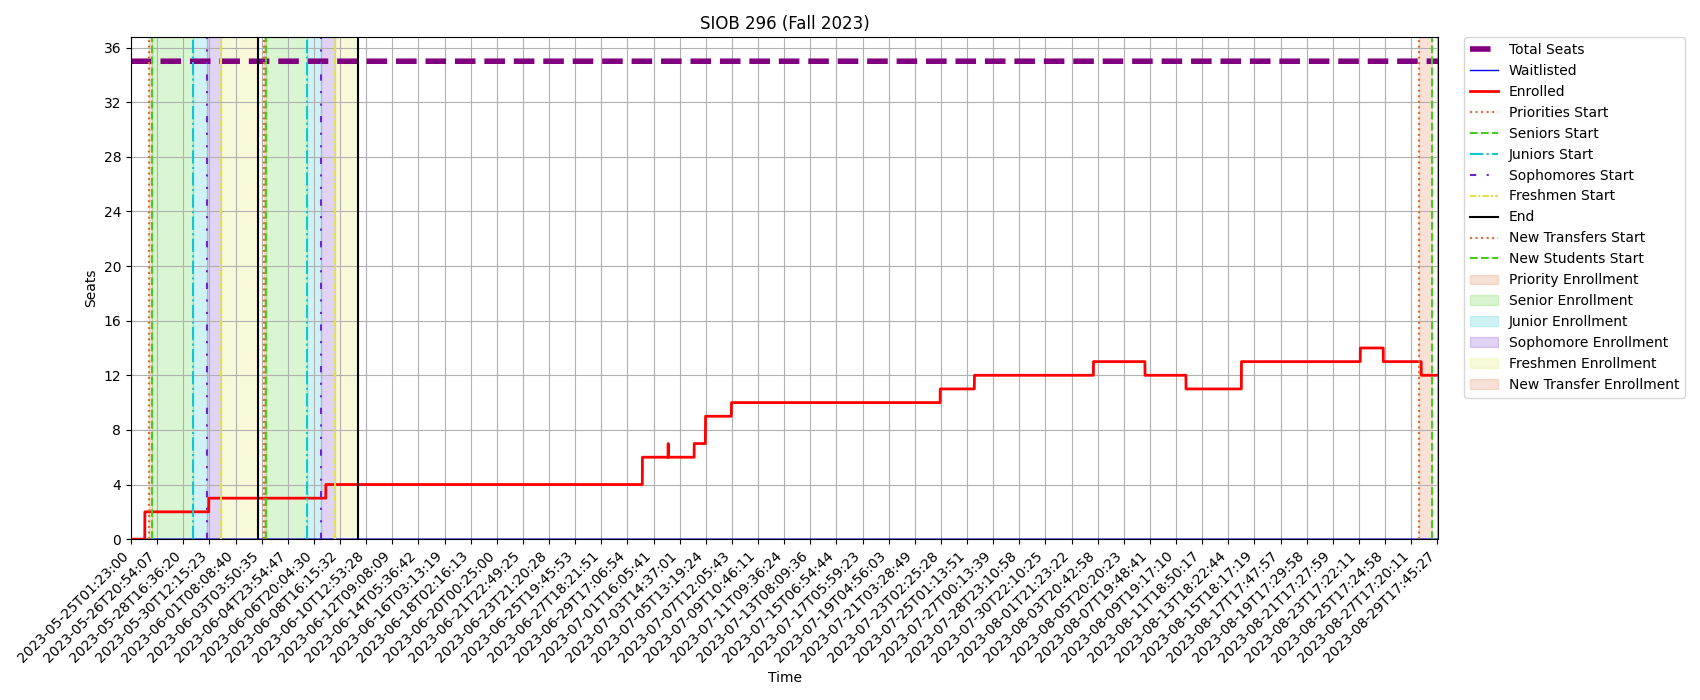 SIOB 296 (Fall 2023)
Seats
36
32
28
24
20
16
12
8
4
0
2023-05-25T01:23:00
2023-05-26T20:54:07
2023-05-28T16:36:20
2023-05-30T12:15:23
2023-06-01T08:08:40
2023-06-03T03:50:35
2023-06-04T23:54:47
2023-06-06T20:04:30
2023-06-08T16:15:32
2023-06-10T12:53:28
2023-06-12T09:08:09
2023-06-14T05:36:42
2023-06-16T03:13:19
2023-06-18T02:16:13
2023-06-20T00:25:00
2023-06-21T22:49:25
2023-06-23T21:20:28
2023-06-25T19:45:53
2023-06-27T18:21:51
2023-06-29T17:06:54
2023-07-01T16:05:41
2023-07-03T14:37:01
2023-07-05T13:19:24
2023-07-07T12:05:43
2023-07-09T10:46:11
2023-07-11T09:36:24
2023-07-13T08:09:36
2023-07-15T06:54:44
2023-07-17T05:59:23
2023-07-19T04:56:03
2023-07-21T03:28:49
2023-07-23T02:25:28
2023-07-25T01:13:51
2023-07-27T00:13:39
2023-07-28T23:10:58
2023-07-30T22:10:25
2023-08-01T21:23:22
2023-08-03T20:42:58
2023-08-05T20:20:23
2023-08-07T19:48:41
2023-08-09T19:17:10
2023-08-11T18:50:17
2023-08-13T18:22:44
2023-08-15T18:17:19
2023-08-17T17:47:57
2023-08-19T17:29:58
2023-08-21T17:27:59
2023-08-23T17:22:11
2023-08-25T17:24:58
2023-08-27T17:20:11
2023-08-29T17:45:27
Time
Total Seats
Waitlisted
Enrolled
Priorities Start
Seniors Start
Juniors Start
Sophomores Start
Freshmen Start
End
New Transfers Start
New Students Start
Priority Enrollment
Senior Enrollment
Junior Enrollment
Sophomore Enrollment
Freshmen Enrollment
New Transfer Enrollment